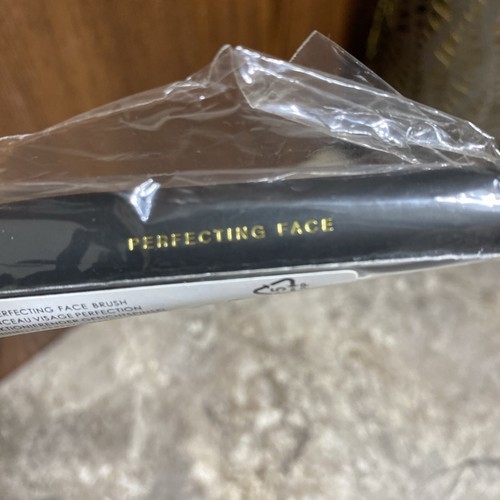 PERFECTING FACE
ERFECTING FACE BRUSH
CEAU VISAGE PERFECTION